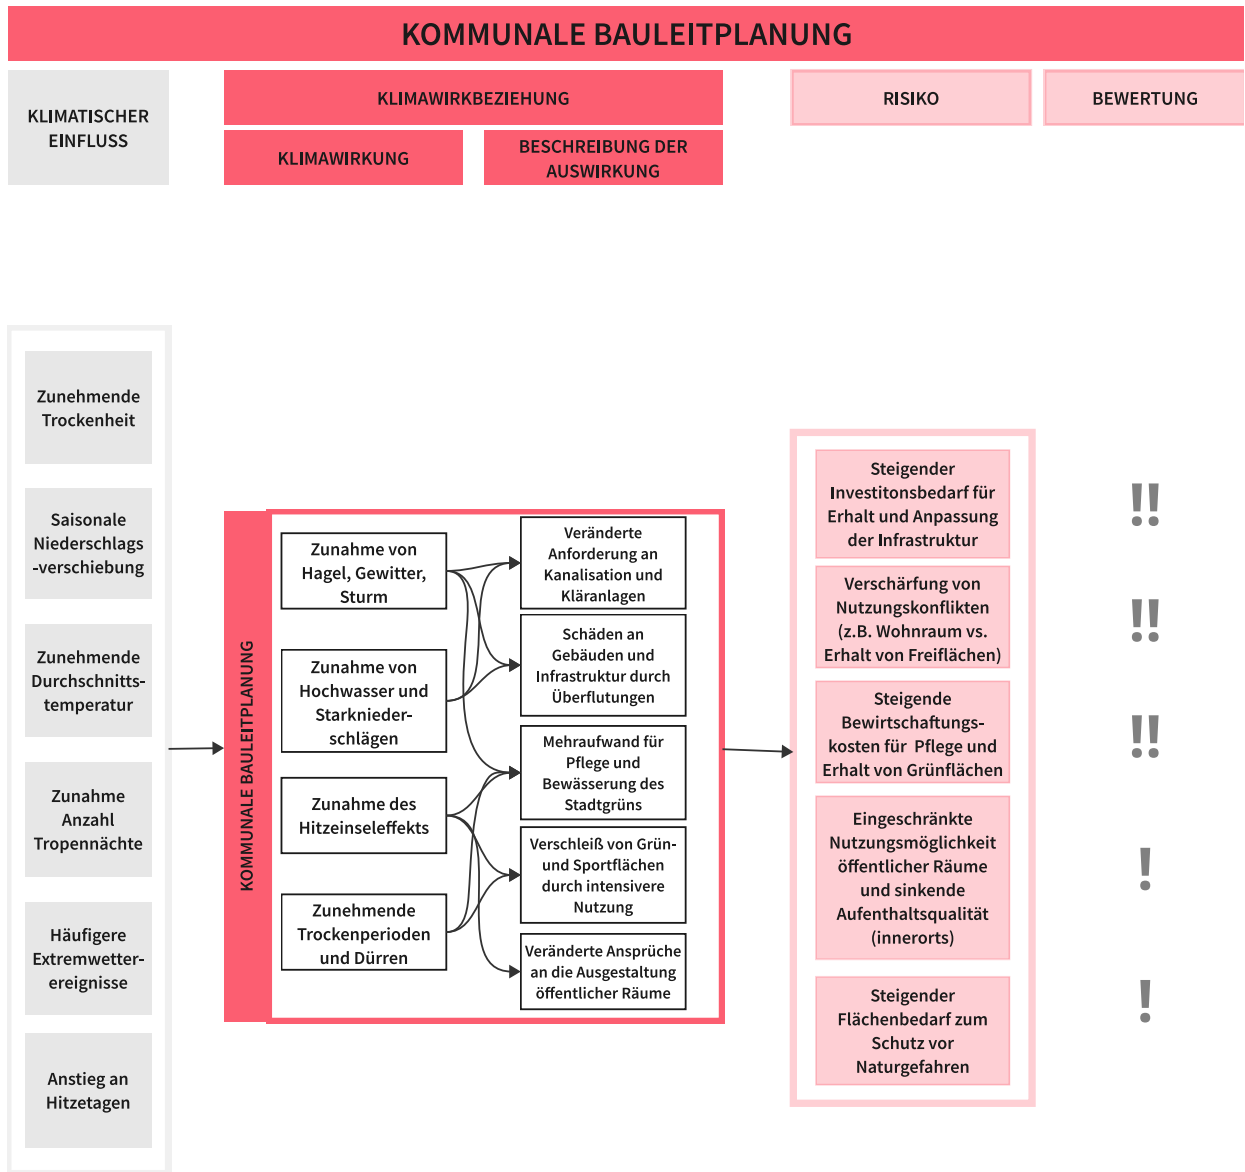 KOMMUNALE BAULEITPLANUNG
KLIMATISCHER
EINFLUSS
KLIMAWIRKBEZIEHUNG
KLIMAWIRKUNG
BESCHREIBUNG DER
AUSWIRKUNG
RISIKO
BEWERTUNG
Zunehmende
Trockenheit
Saisonale
Niederschlags
-verschiebung
Zunehmende
Durchschnitts-
temperatur
Zunahme
Anzahl
Tropennächte
Häufigere
Extremwetter-
ereignisse
Anstieg an
Hitzetagen
KOMMUNALE BAULEITPLANUNG
Zunahme von
Hagel, Gewitter,
Sturm
Zunahme von
Hochwasser und
Starknieder-
schlägen
Zunahme des
Hitzeinseleffekts
Zunehmende
Trockenperioden
und Dürren
Veränderte
Anforderung an
Kanalisation und
Kläranlagen
Schäden an
Gebäuden und
Infrastruktur durch
Überflutungen
Mehraufwand für
Pflege und
Bewässerung des
Stadtgrüns
Verschleiß von Grün-
und Sportflächen
durch intensivere
Nutzung
Veränderte Ansprüche
an die Ausgestaltung
öffentlicher Räume
Steigender
Investitonsbedarf für
Erhalt und Anpassung
der Infrastruktur
!!
Verschärfung von
Nutzungskonflikten
(z.B. Wohnraum vs.
Erhalt von Freiflächen)
!!
Steigende
Bewirtschaftungs-
kosten für Pflege und
Erhalt von Grünflächen
!!
Eingeschränkte
Nutzungsmöglichkeit
öffentlicher Räume
und sinkende
Aufenthaltsqualität
(innerorts)
!
Steigender
Flächenbedarf zum
Schutz vor
Naturgefahren
!